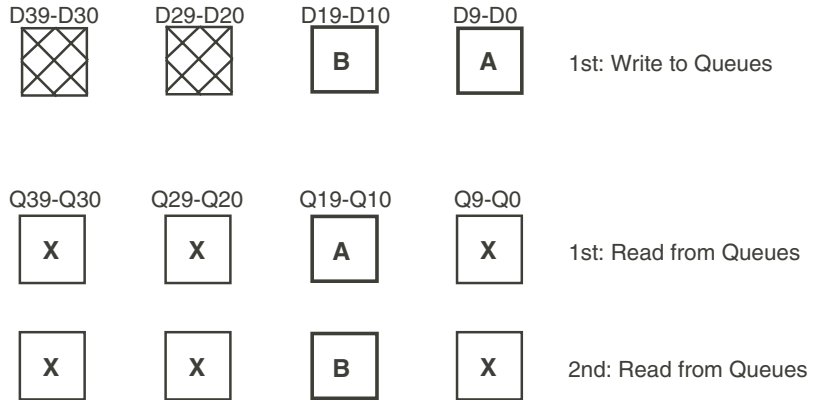 D39-D30 D29-D20 D19-D10 D9-D0
B A 1st: Write to Queues
Q39-Q30 Q29-Q20 Q19-Q10 Q9-Q0
X X A X 1st: Read from Queues
X X B X 2nd: Read from Queues